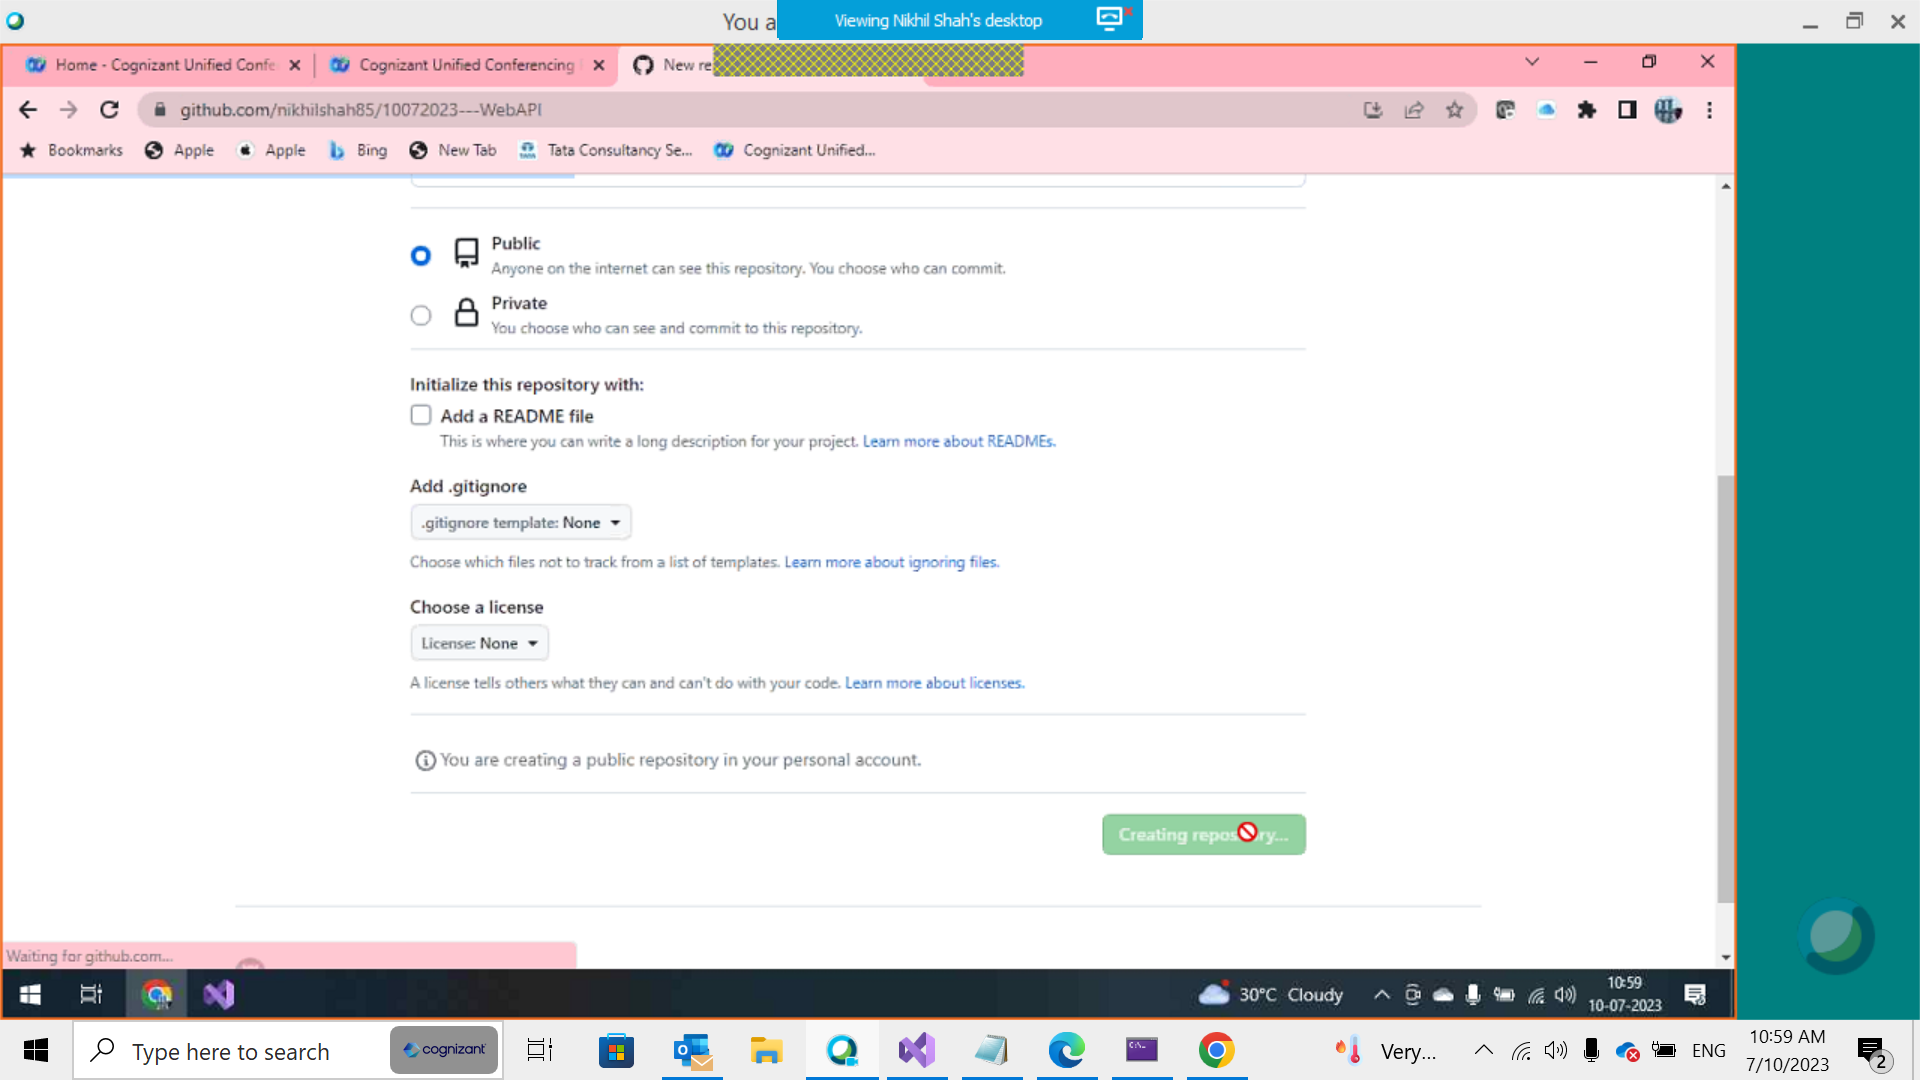 You a
Viewing Nikhil Shah's desktop
Home - Cognizant Unified Confe
Cognizant Unified Conferencing
New re
github.com/nikhilshah85/10072023---WebAPI
Bookmarks
Apple
Apple
Bing
New Tab
Tata Consultancy Se...
Cognizant Unified...
Public
Anyone on the internet can see this repository. You choose who can commit.
Private
You choose who can see and commit to this repository.
Initialize this repository with:
Add a README file
This is where you can write a long description for your project. Learn more about READMEs.
Add .gitignore
.gitignore template: None
Choose which files not to track from a list of templates. Learn more about ignoring files.
Choose a license
License: None
A license tells others what they can and can't do with your code. Learn more about licenses.
You are creating a public repository in your personal account.
Creating repository...
Waiting for github.com...
30°C Cloudy
10:59
10-07-2023
Type here to search
cognizant
Very...
ENG
10:59 AM
7/10/2023
2